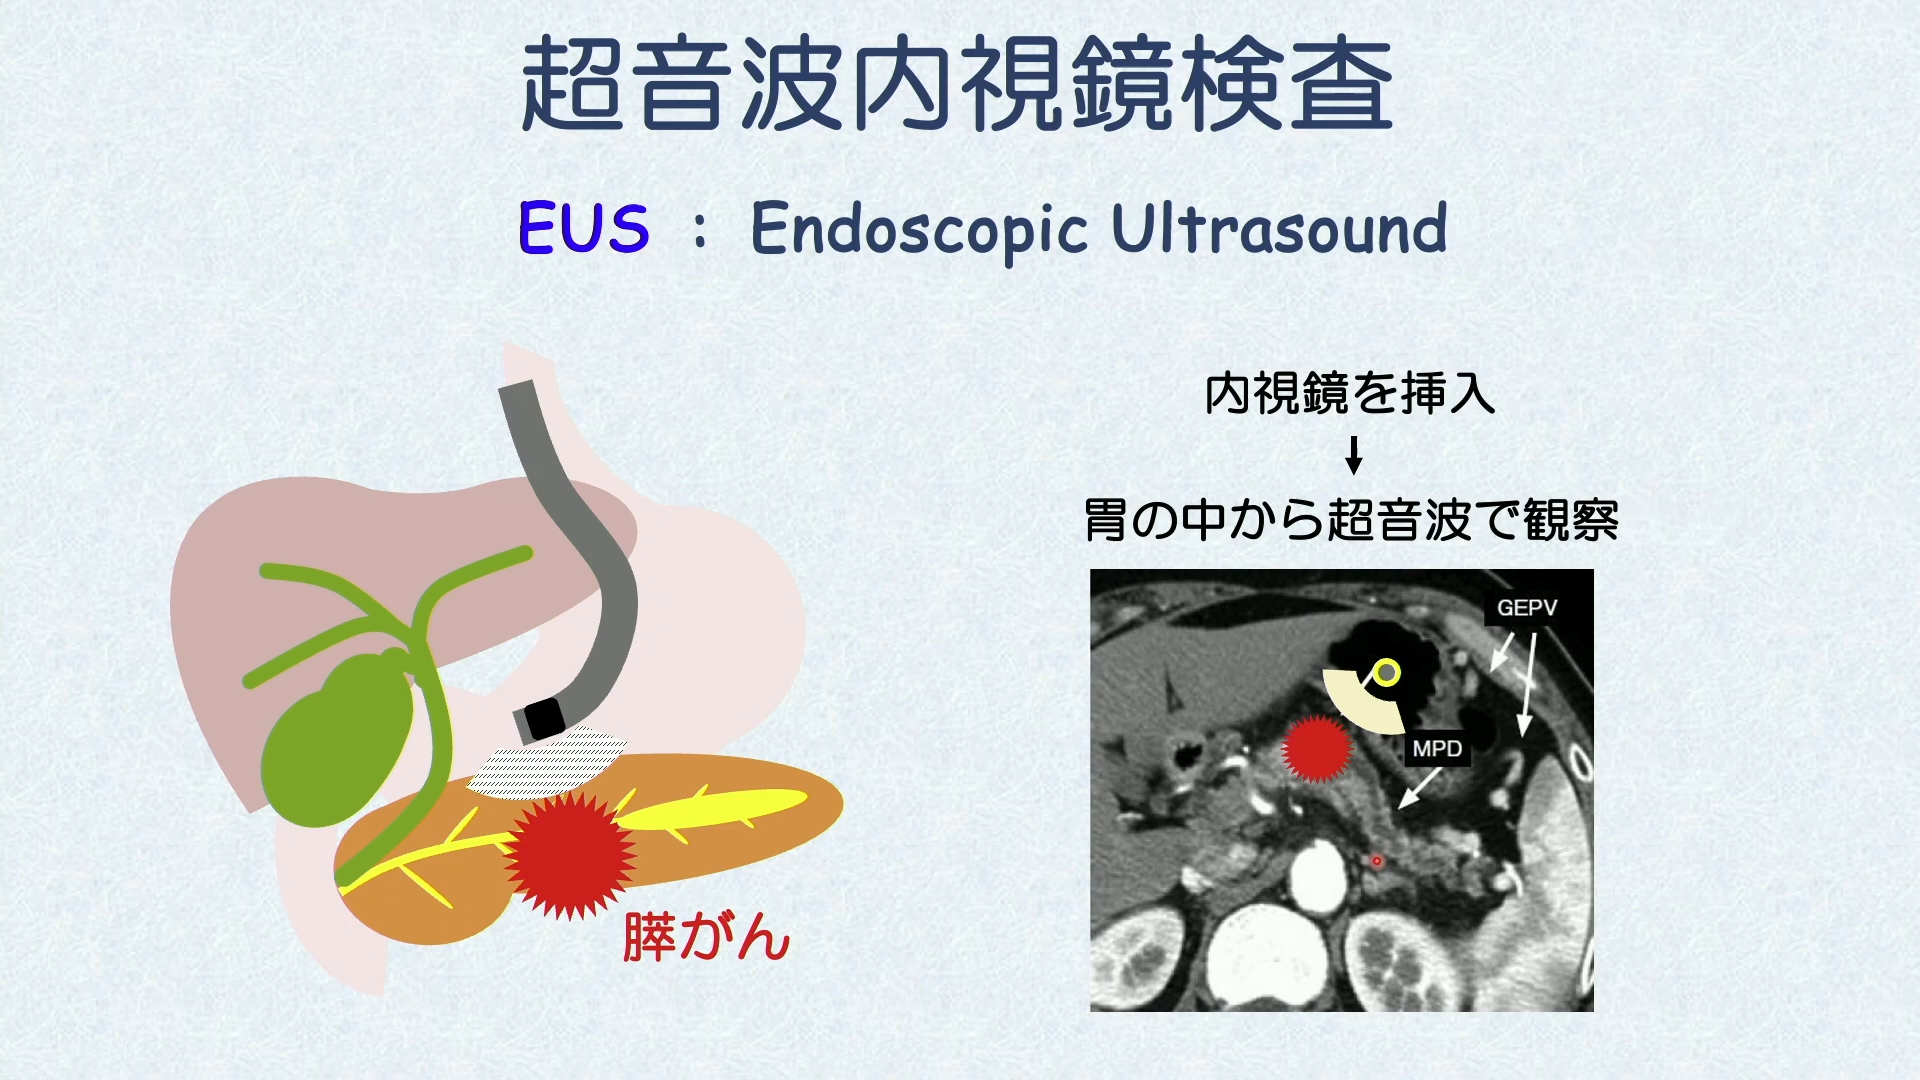 超音波内視鏡検査
EUS : Endoscopic Ultrasound
内視鏡を挿入
↓
胃の中から超音波で観察
GEPV
MPD
膵がん